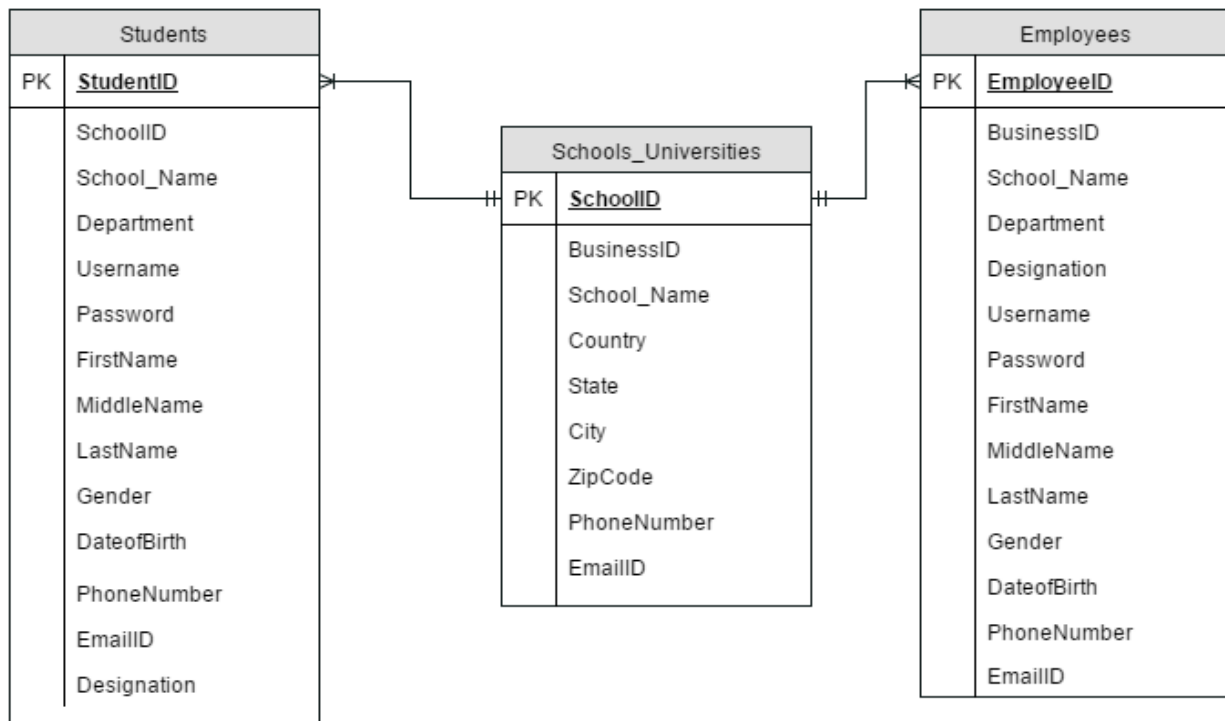 Students
PK StudentID
SchoolID
School_Name
Department
Username
Password
FirstName
MiddleName
LastName
Gender
DateofBirth
PhoneNumber
EmailID
Designation
Schools_Universities
PK SchoolID
BusinessID
School_Name
Country
State
City
ZipCode
PhoneNumber
EmailID
Employees
PK EmployeeID
BusinessID
School_Name
Department
Designation
Username
Password
FirstName
MiddleName
LastName
Gender
DateofBirth
PhoneNumber
EmailID